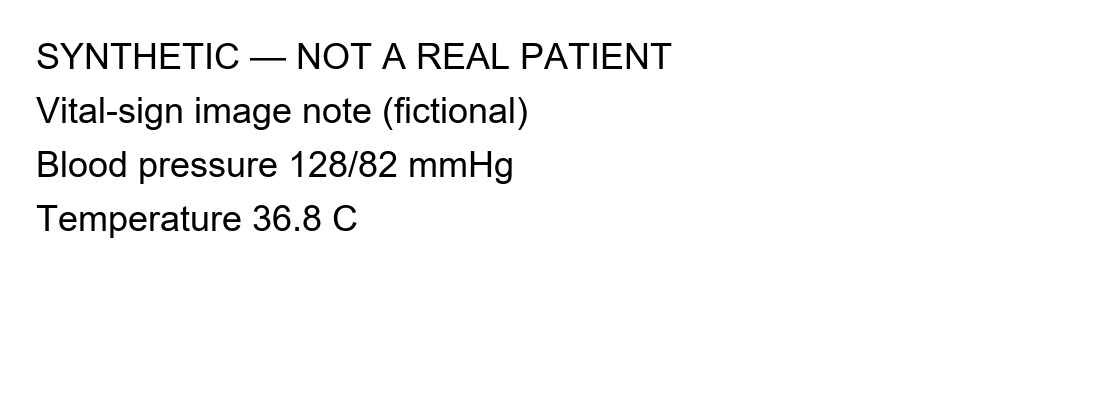 SYNTHETIC — NOT A REAL PATIENT
Vital-sign image note (fictional)
Blood pressure 128/82 mmHg
Temperature 36.8 C